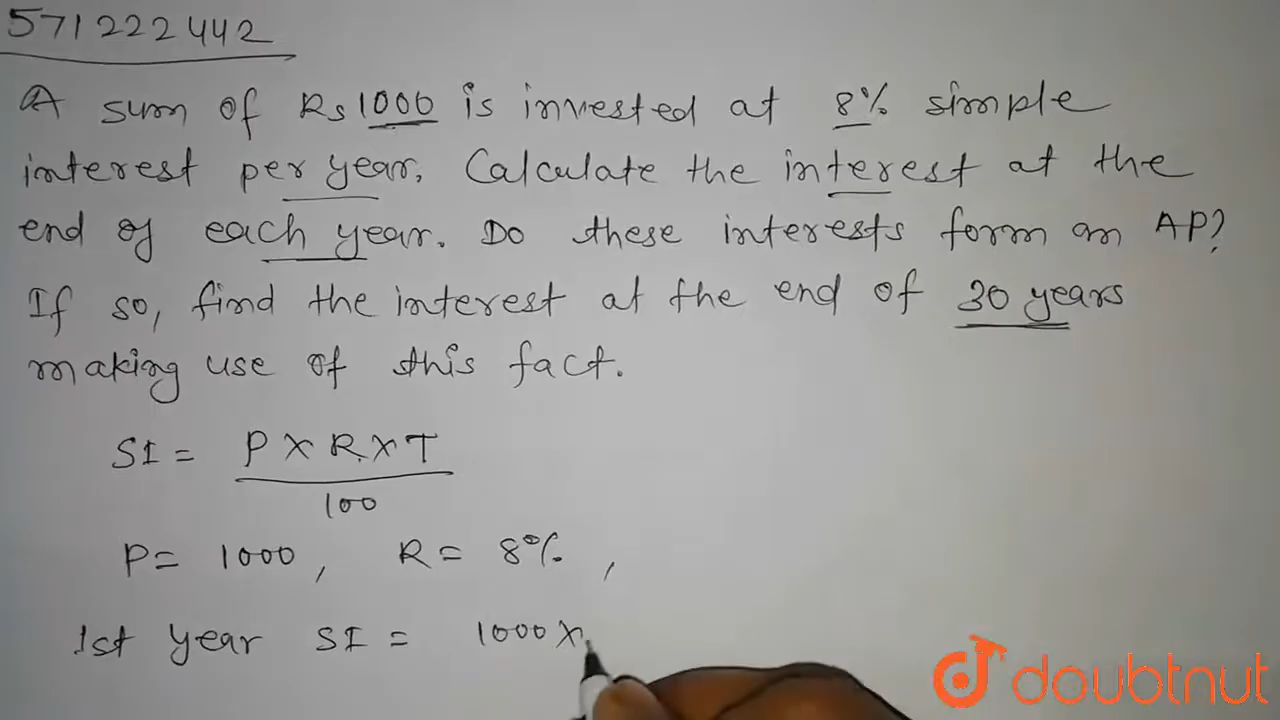 571222442
A sum of Rs 1000 is invested at 8% simple
interest per year. Calculate the interest at the
end of each year. Do these interests form an AP?
If so, find the interest at the end of 30 years
making use of this fact.
SI = P X R X T
100
P = 1000, R = 8%,
1st year SI = 1000 X
doubtnut